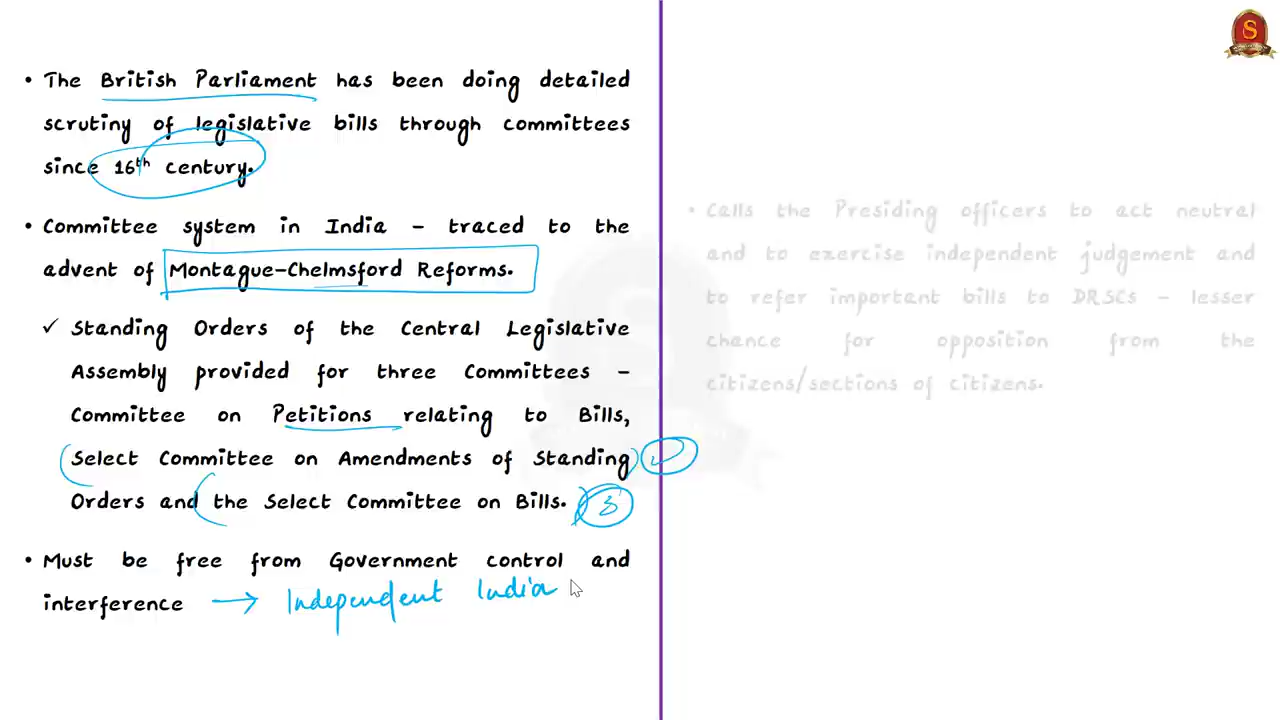 • The British Parliament has been doing detailed
scrutiny of legislative bills through committees
since 16th century.
• Committee system in India – traced to the
advent of Montague-Chelmsford Reforms.
✓ Standing Orders of the Central Legislative
Assembly provided for three Committees –
Committee on Petitions relating to Bills,
Select Committee on Amendments of Standing
Orders and the Select Committee on Bills.
3
• Must be free from Government control and
interference → Independent India
• Calls the Presiding officers to act neutral
and to exercise independent judgement and
to refer important bills to DRSCs – lesser
chance for opposition from the
citizens/sections of citizens.
S